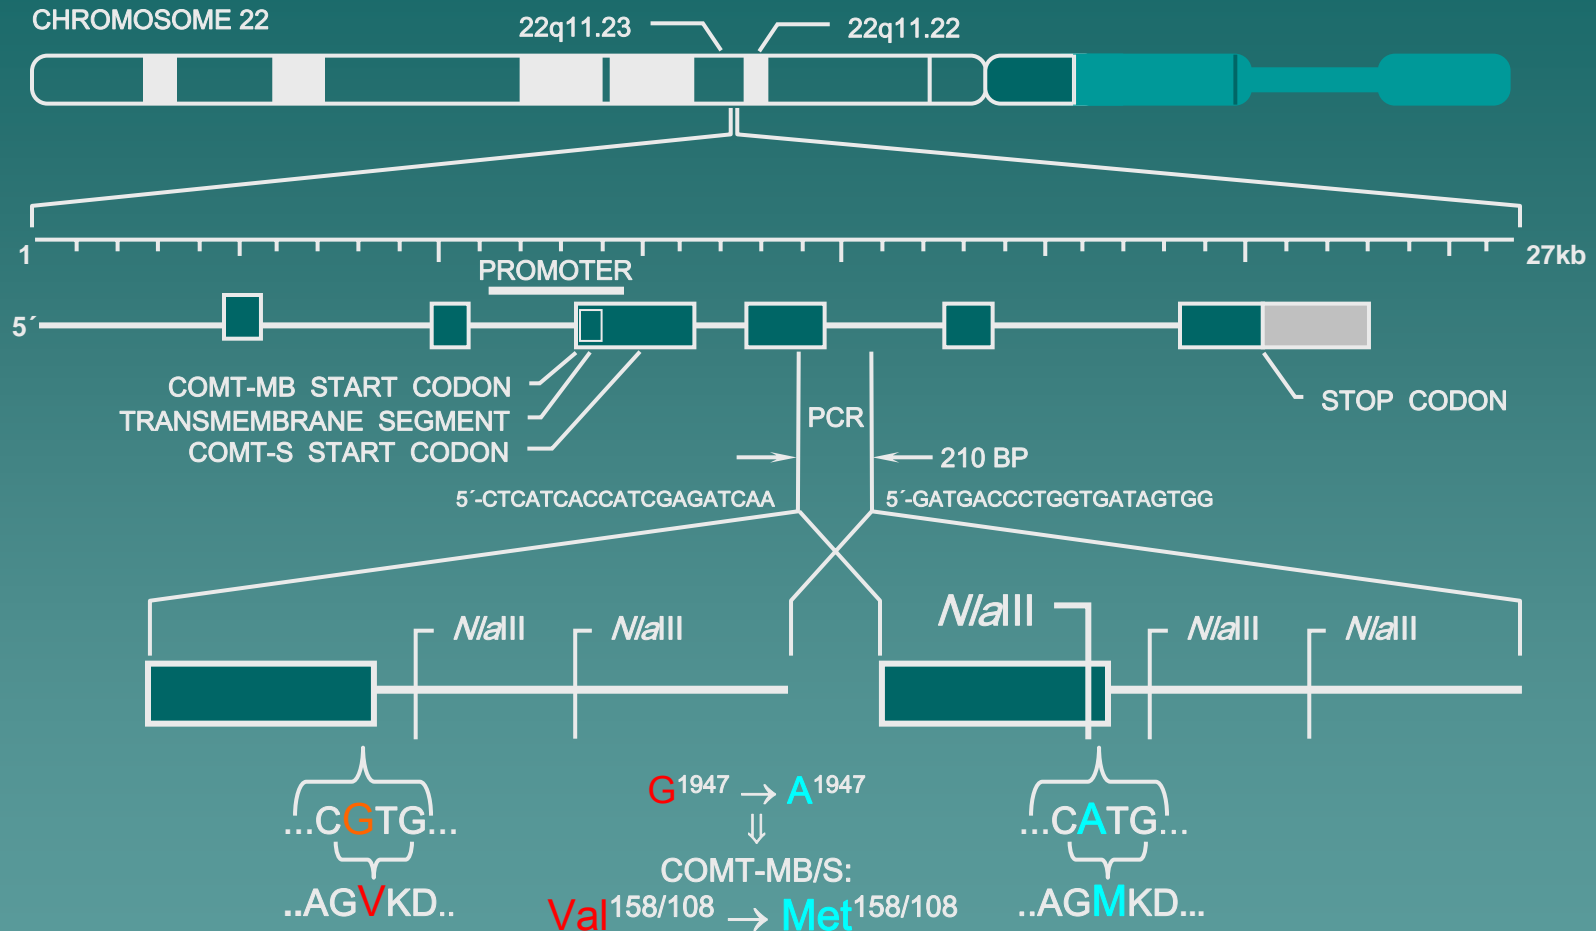 CHROMOSOME 22
22q11.23
22q11.22
1
27kb
PROMOTER
5´
COMT-MB START CODON
TRANSMEMBRANE SEGMENT
COMT-S START CODON
STOP CODON
PCR
210 BP
5´-CTCATCACCATCGAGATCAA
5´-GATGACCCTGGTGATAGTGG
NlaIII
NlaIII
NlaIII
NlaIII
NlaIII
...CGTG...
..AGVKD..
G1947 → A1947
⇓
COMT-MB/S:
Val158/108 → Met158/108
...CATG...
..AGMKD...